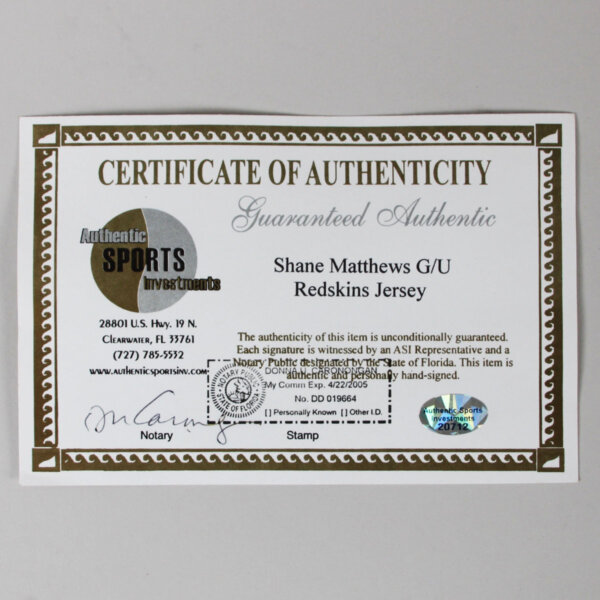 CERTIFICATE OF AUTHENTICITY
Guaranteed Authentic
Authentic
SPORTS
Investments
Shane Matthews G/U
Redskins Jersey
28801 U.S. Hwy. 19 N.
Clearwater, FL 33761
(727) 785-5532
www.authenticsportsinv.com
The authenticity of this item is unconditionally guaranteed.
Each signature is witnessed by an ASI Representative and a
Notary Public designated by the State of Florida. This item is
authentic and personally hand-signed.
DONNA U. CARONONGAN
NOTARY PUBLIC
STATE OF FLORIDA
My Comm Exp. 4/22/2005
No. DD 019664
[ ] Personally Known [ ] Other I.D.
Authentic Sports
Investments
20712
Notary
Stamp